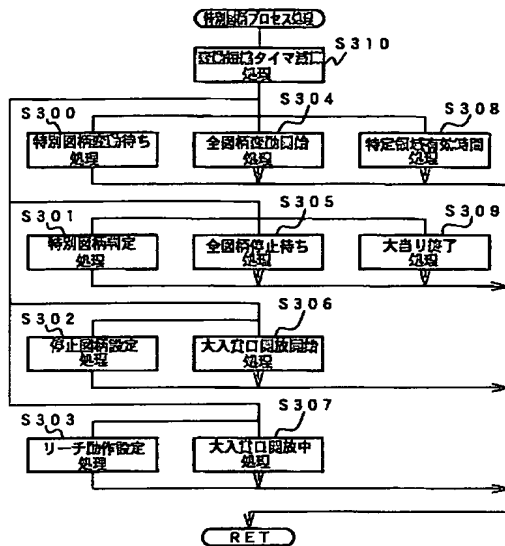 特別図柄プロセス処理
S310
変動短縮タイマ減算
処理
S300
S304
S308
特別図柄変動待ち
処理
全図柄変動開始
処理
特定領域有効時間
処理
S301
S305
S309
特別図柄判定
処理
全図柄停止待ち
処理
大当り終了
処理
S302
S306
停止図柄設定
処理
大入賞口開放開始
処理
S303
S307
リーチ動作設定
処理
大入賞口開放中
処理
RET